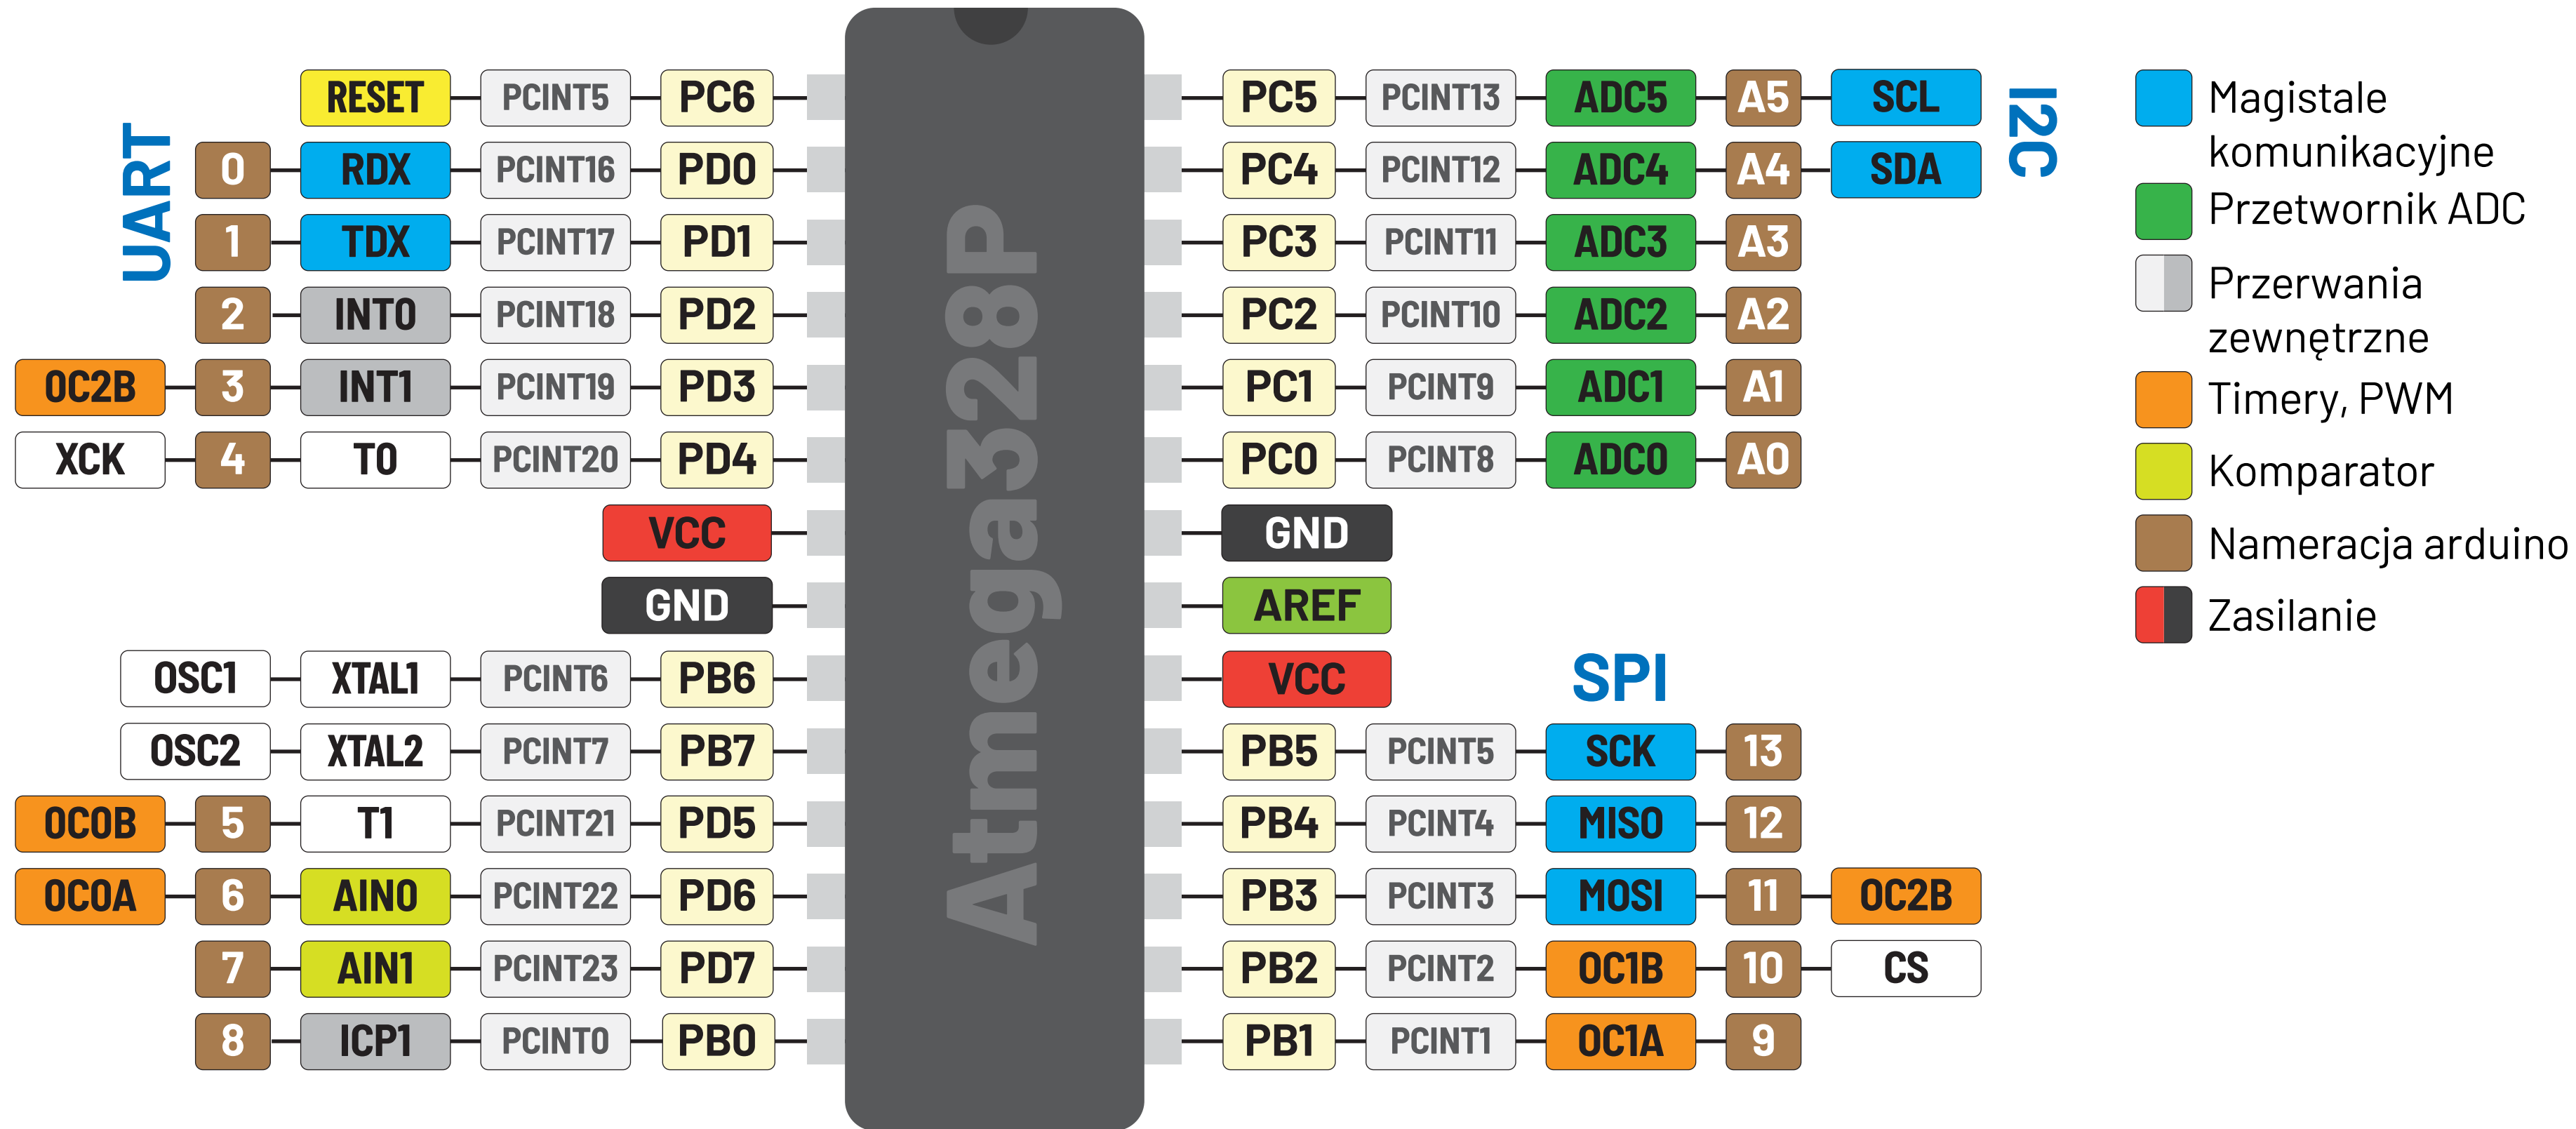 RESET PCINT5 PC6
UART
0 RDX PCINT16 PD0
1 TDX PCINT17 PD1
2 INT0 PCINT18 PD2
OC2B 3 INT1 PCINT19 PD3
XCK 4 T0 PCINT20 PD4
VCC
GND
OSC1 XTAL1 PCINT6 PB6
OSC2 XTAL2 PCINT7 PB7
OC0B 5 T1 PCINT21 PD5
OC0A 6 AIN0 PCINT22 PD6
7 AIN1 PCINT23 PD7
8 ICP1 PCINT0 PB0
Atmega328P
PC5 PCINT13 ADC5 A5 SCL
I2C
PC4 PCINT12 ADC4 A4 SDA
PC3 PCINT11 ADC3 A3
PC2 PCINT10 ADC2 A2
PC1 PCINT9 ADC1 A1
PC0 PCINT8 ADC0 A0
GND
AREF
VCC
SPI
PB5 PCINT5 SCK 13
PB4 PCINT4 MISO 12
PB3 PCINT3 MOSI 11 OC2B
PB2 PCINT2 OC1B 10 CS
PB1 PCINT1 OC1A 9
Magistale
komunikacyjne
Przetwornik ADC
Przerwania
zewnętrzne
Timery, PWM
Komparator
Nameracja arduino
Zasilanie